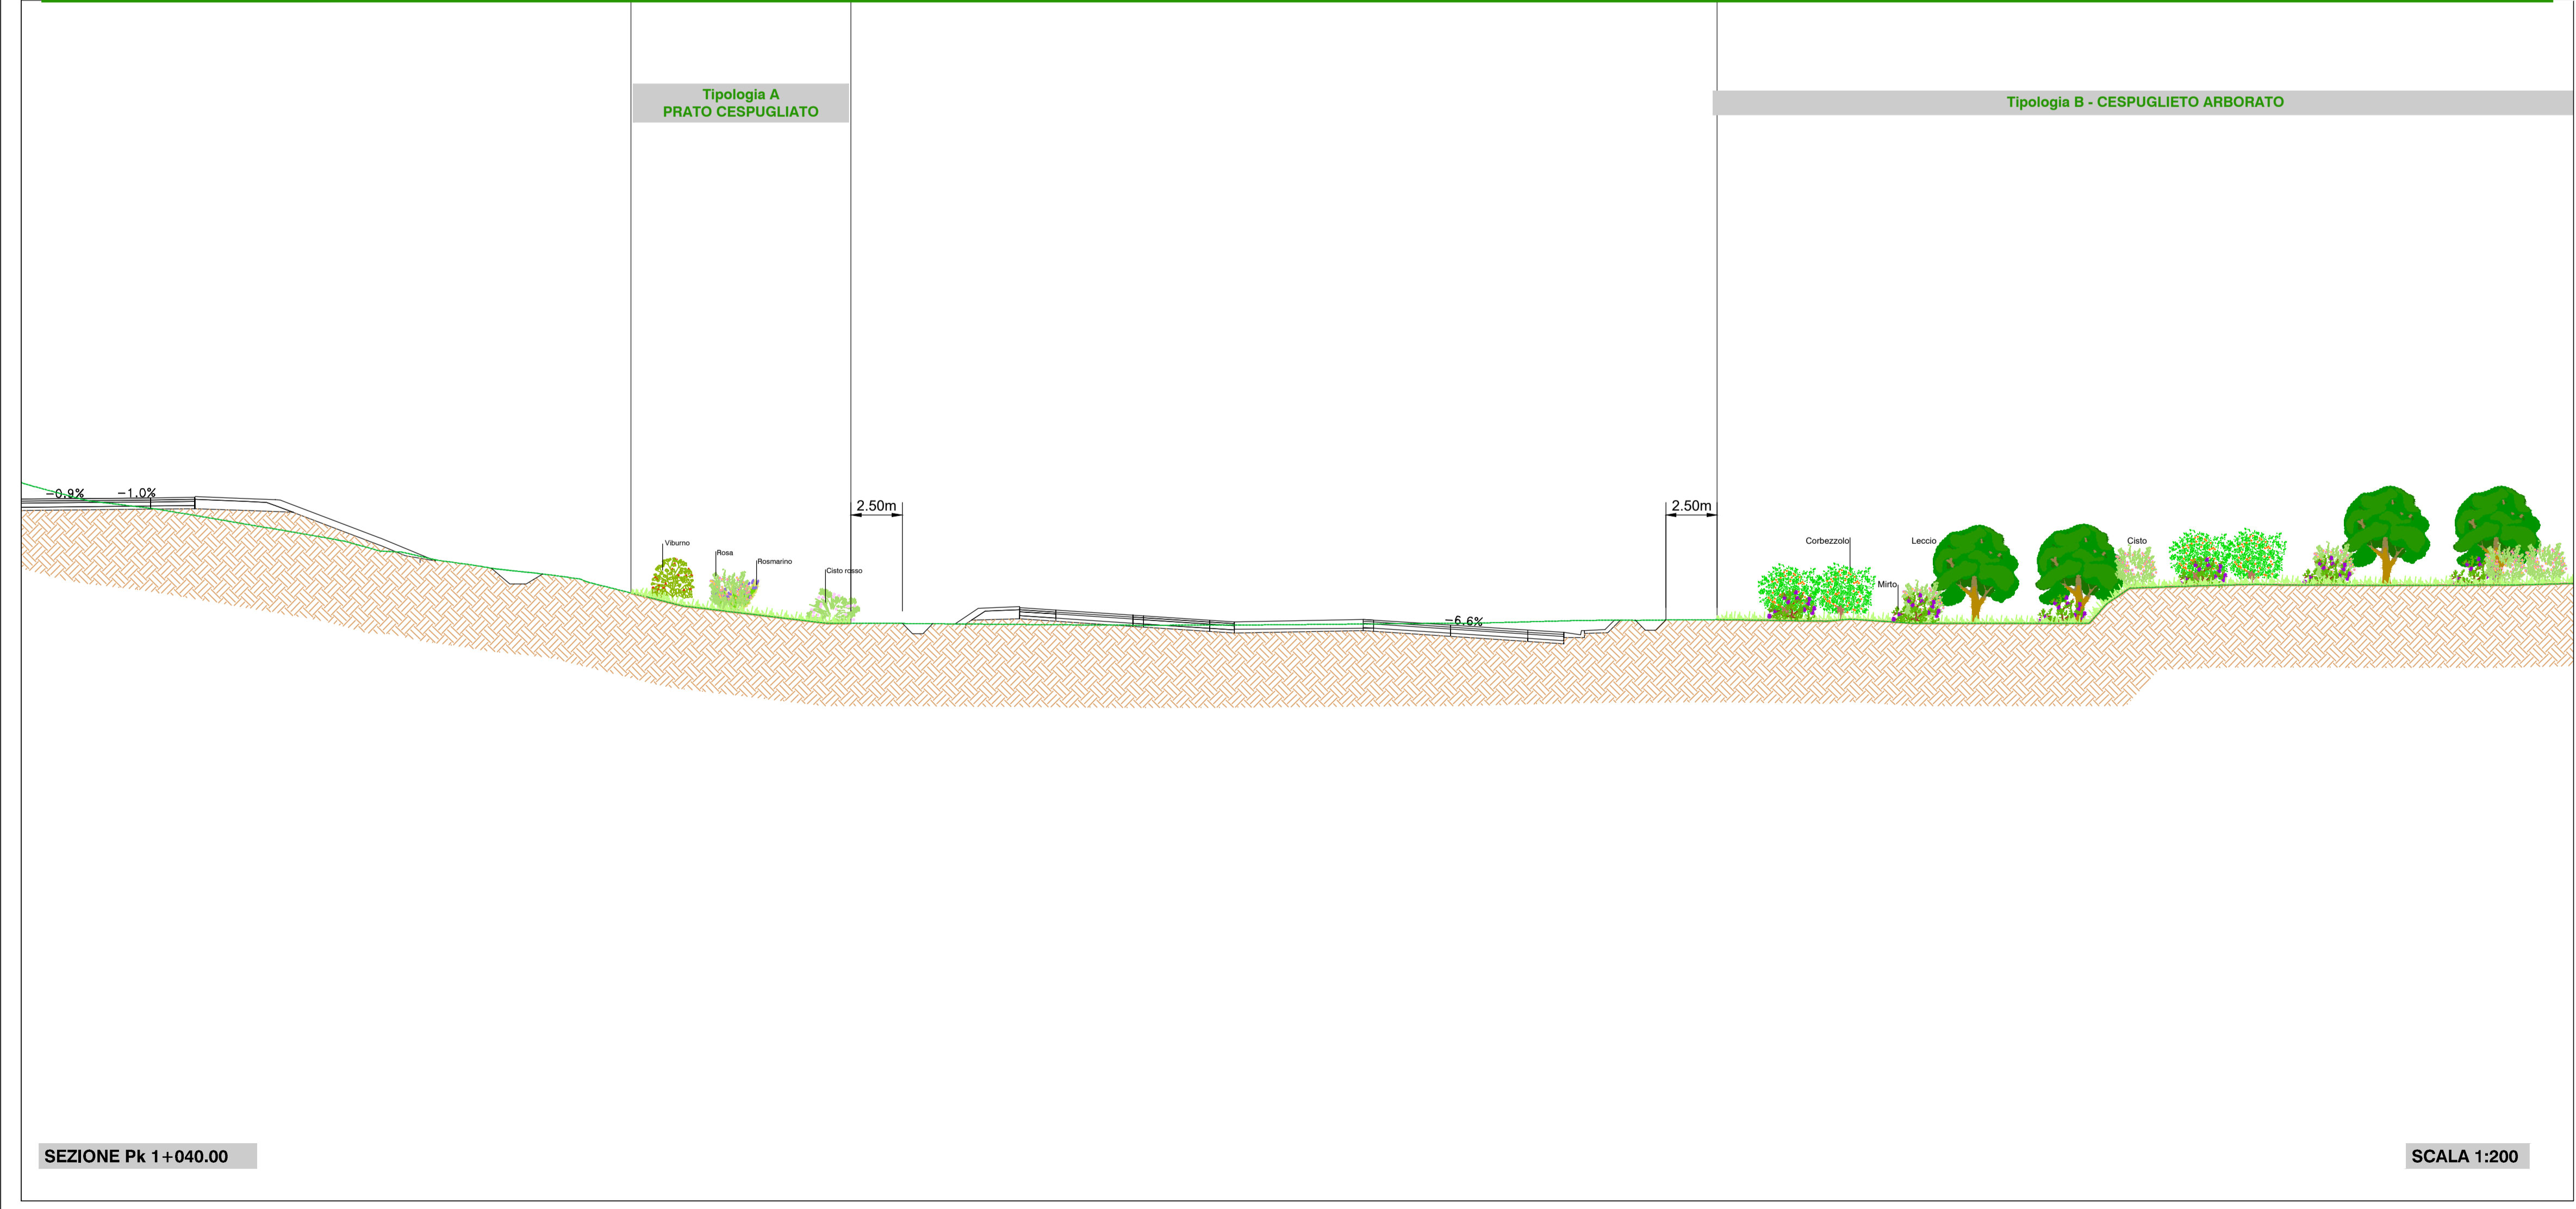 Tipologia A
PRATO CESPUGLIATO
Tipologia B - CESPUGLIETO ARBORATO
−0.9%
−1.0%
2.50m
2.50m
Viburno
Rosa
Rosmarino
Cisto rosso
Corbezzolo
Leccio
Cisto
Mirto
−6.6%
SEZIONE Pk 1+040.00
SCALA 1:200